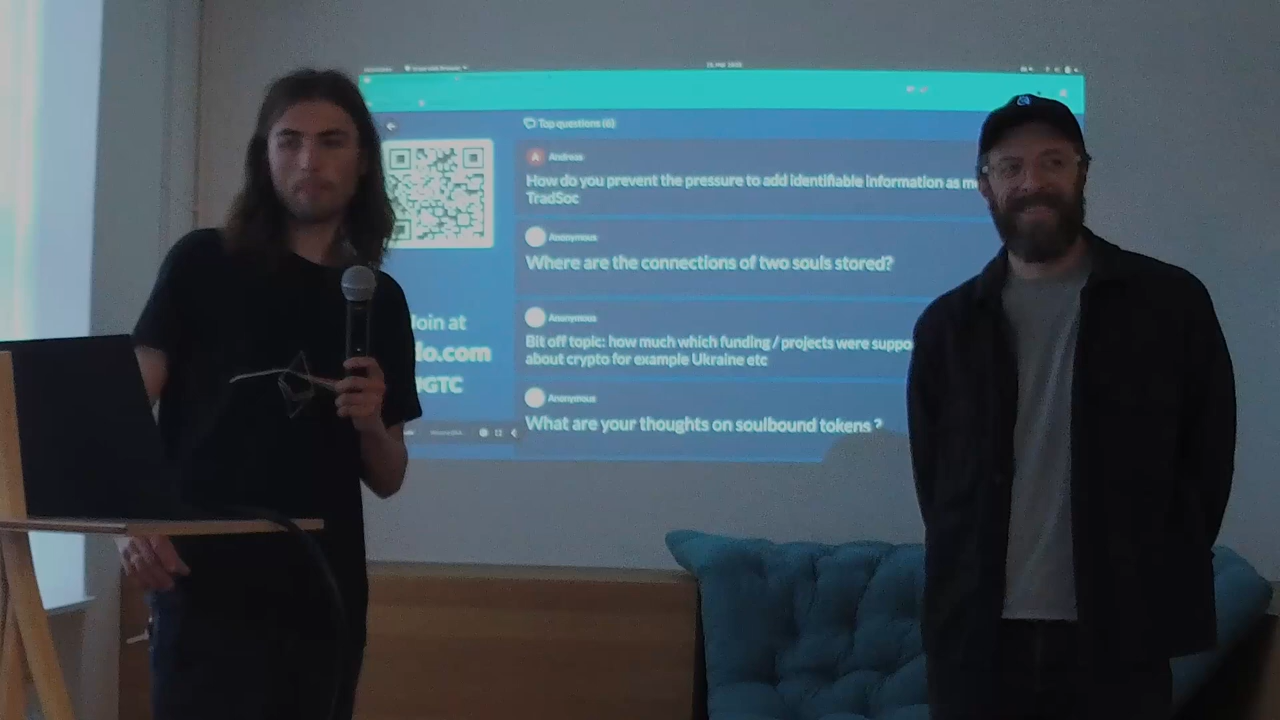 Top questions (6)
A Andreas
How do you prevent the pressure to add identifiable information as
TradSoc
Anonymous
Where are the connections of two souls stored?
Anonymous
Bit off topic: how much which funding / projects were
about crypto for example Ukraine etc
Anonymous
What are your thoughts on soulbound tokens ?
Join at
do.com
GTC